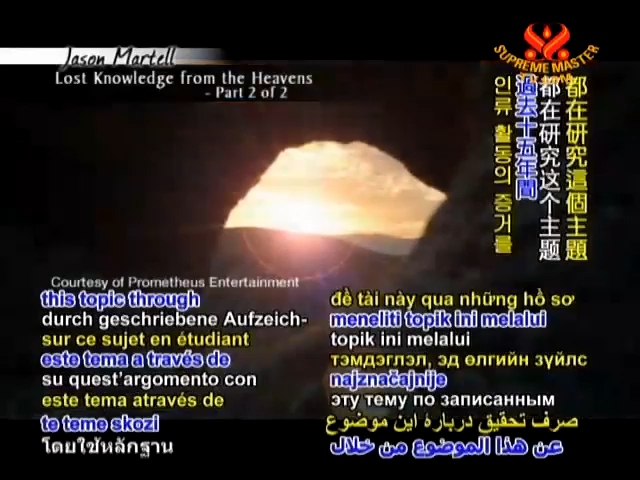 Jason Martell
Lost Knowledge from the Heavens
- Part 2 of 2
SUPREME MASTER
都在研究這個主題
都在研究这个主题
過去十五年間
인류 활동의 증거를
Courtesy of Prometheus Entertainment
this topic through
durch geschriebene Aufzeich-
sur ce sujet en étudiant
este tema a través de
su quest'argomento con
este tema através de
te teme skozi
โดยใช้หลักฐาน
đề tài này qua những hồ sơ
meneliti topik ini melalui
topik ini melalui
тэмдэглэл, эд өлгийн зүйлс
najznačajnije
эту тему по записанным
صرف تحقیق دربارهٔ این موضوع
عن هذا الموضوع من خلال